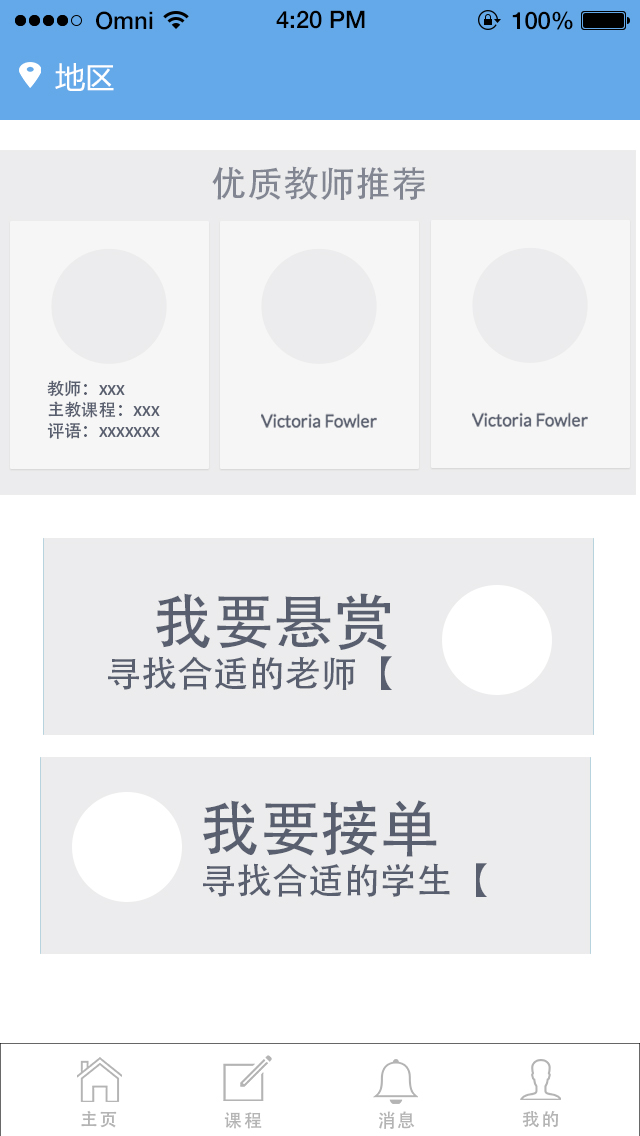 Omni 4:20 PM 100%
地区
优质教师推荐
教师：xxx
主教课程：xxx
评语：xxxxxxx
Victoria Fowler
Victoria Fowler
我要悬赏
寻找合适的老师【
我要接单
寻找合适的学生【
主页 课程 消息 我的